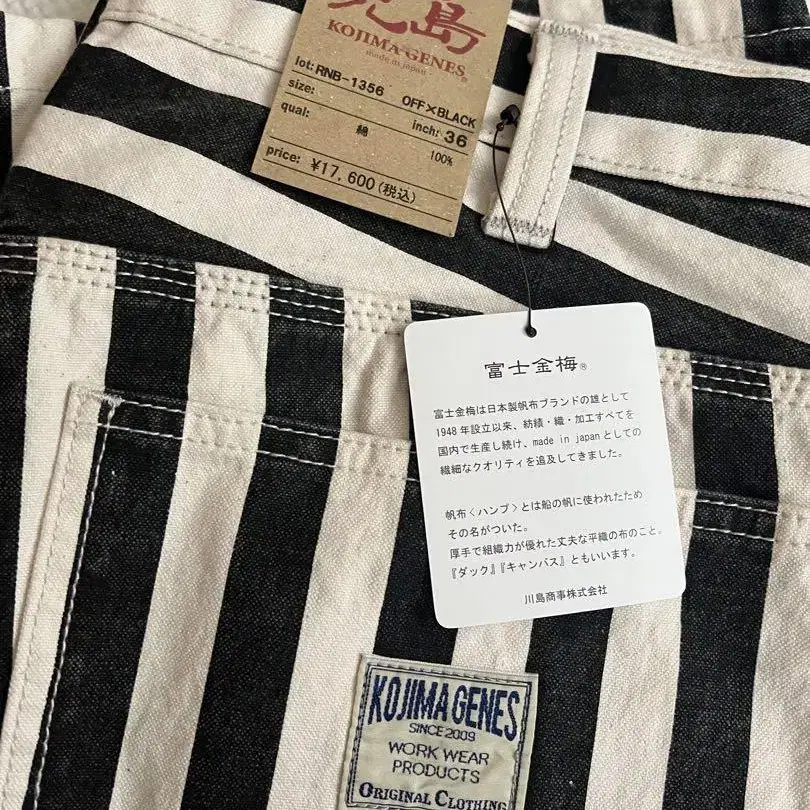 児島
KOJIMA GENES®
- made in japan -
lot: RNB-1356 OFF×BLACK
size: inch: 36
qual: 綿 100%
price: ¥17,600(税込)
富士金梅®
富士金梅は日本製帆布ブランドの雄として
1948年設立以来、紡績・織・加工すべてを
国内で生産し続け、made in japanとしての
繊細なクオリティを追及してきました。
帆布<ハンプ>とは船の帆に使われたため
その名がついた。
厚手で組織力が優れた丈夫な平織の布のこと。
『ダック』『キャンバス』ともいいます。
川島商事株式会社
KOJIMA GENES
SINCE 2009
WORK WEAR
PRODUCTS
ORIGINAL CLOTHING